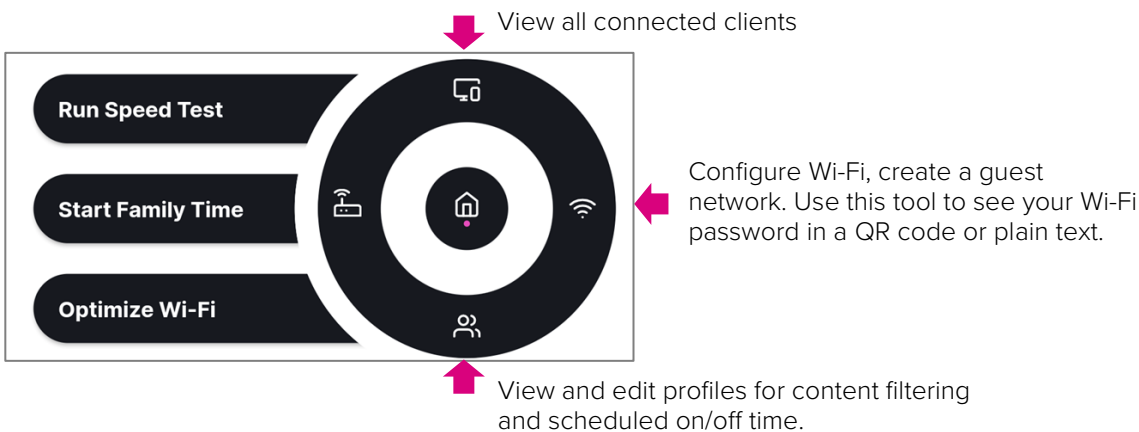 View all connected clients
Run Speed Test
Start Family Time
Optimize Wi-Fi
Configure Wi-Fi, create a guest
network. Use this tool to see your Wi-Fi
password in a QR code or plain text.
View and edit profiles for content filtering
and scheduled on/off time.